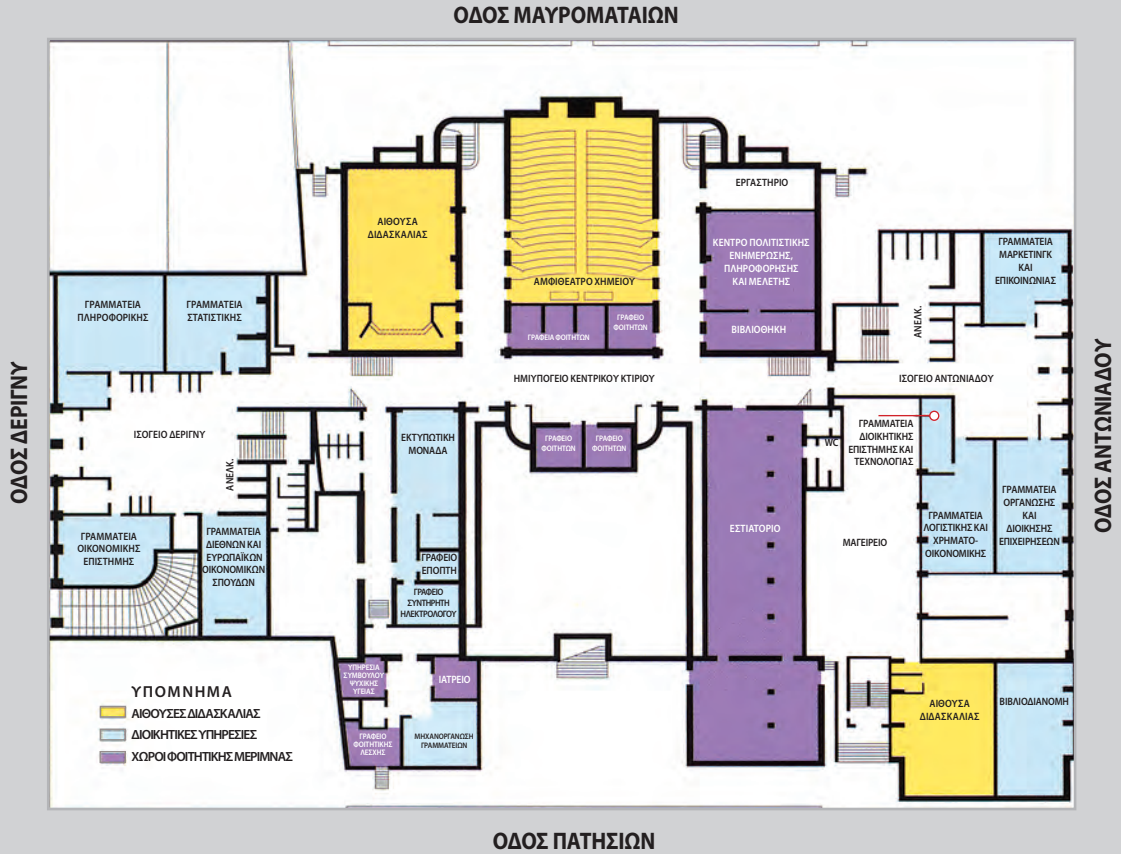 ΟΔΟΣ ΜΑΥΡΟΜΑΤΑΙΩΝ
ΕΡΓΑΣΤΗΡΙΟ
ΑΙΘΟΥΣΑ
ΔΙΔΑΣΚΑΛΙΑΣ
ΚΕΝΤΡΟ ΠΟΛΙΤΙΣΤΙΚΗΣ
ΕΝΗΜΕΡΩΣΗΣ,
ΠΛΗΡΟΦΟΡΗΣΗΣ
ΚΑΙ ΜΕΛΕΤΗΣ
ΓΡΑΜΜΑΤΕΙΑ
ΜΑΡΚΕΤΙΝΓΚ
ΚΑΙ
ΕΠΙΚΟΙΝΩΝΙΑΣ
ΑΜΦΙΘΕΑΤΡΟ ΧΗΜΕΙΟΥ
ΓΡΑΜΜΑΤΕΙΑ
ΠΛΗΡΟΦΟΡΙΚΗΣ
ΓΡΑΜΜΑΤΕΙΑ
ΣΤΑΤΙΣΤΙΚΗΣ
ΓΡΑΦΕΙΑ ΦΟΙΤΗΤΩΝ
ΓΡΑΦΕΙΟ
ΦΟΙΤΗΤΩΝ
ΒΙΒΛΙΟΘΗΚΗ
ΑΝΕΛΚ.
ΗΜΙΥΠΟΓΕΙΟ ΚΕΝΤΡΙΚΟΥ ΚΤΙΡΙΟΥ
ΙΣΟΓΕΙΟ ΑΝΤΩΝΙΑΔΟΥ
ΟΔΟΣ ΔΕΡΙΓΝΥ
ΟΔΟΣ ΑΝΤΩΝΙΑΔΟΥ
ΙΣΟΓΕΙΟ ΔΕΡΙΓΝΥ
ΑΝΕΛΚ.
ΕΚΤΥΠΩΤΙΚΗ
ΜΟΝΑΔΑ
ΓΡΑΦΕΙΟ
ΦΟΙΤΗΤΩΝ
ΓΡΑΦΕΙΟ
ΦΟΙΤΗΤΩΝ
WC
ΓΡΑΜΜΑΤΕΙΑ
ΔΙΟΙΚΗΤΙΚΗΣ
ΕΠΙΣΤΗΜΗΣ ΚΑΙ
ΤΕΧΝΟΛΟΓΙΑΣ
ΓΡΑΜΜΑΤΕΙΑ
ΟΙΚΟΝΟΜΙΚΗΣ
ΕΠΙΣΤΗΜΗΣ
ΓΡΑΜΜΑΤΕΙΑ
ΔΙΕΘΝΩΝ ΚΑΙ
ΕΥΡΩΠΑΪΚΩΝ
ΟΙΚΟΝΟΜΙΚΩΝ
ΣΠΟΥΔΩΝ
ΓΡΑΦΕΙΟ
ΕΠΟΠΤΗ
ΓΡΑΦΕΙΟ
ΣΥΝΤΗΡΗΤΗ
ΗΛΕΚΤΡΟΛΟΓΟΥ
ΕΣΤΙΑΤΟΡΙΟ
ΜΑΓΕΙΡΕΙΟ
ΓΡΑΜΜΑΤΕΙΑ
ΛΟΓΙΣΤΙΚΗΣ ΚΑΙ
ΧΡΗΜΑΤΟ-
ΟΙΚΟΝΟΜΙΚΗΣ
ΓΡΑΜΜΑΤΕΙΑ
ΟΡΓΑΝΩΣΗΣ
ΚΑΙ
ΔΙΟΙΚΗΣΗΣ
ΕΠΙΧΕΙΡΗΣΕΩΝ
ΥΠΗΡΕΣΙΑ
ΣΥΜΒΟΥΛΟΥ
ΨΥΧΙΚΗΣ
ΥΓΕΙΑΣ
ΙΑΤΡΕΙΟ
ΓΡΑΦΕΙΟ
ΦΟΙΤΗΤΙΚΗΣ
ΛΕΣΧΗΣ
ΜΗΧΑΝΟΡΓΑΝΩΣΗ
ΓΡΑΜΜΑΤΕΙΩΝ
ΑΙΘΟΥΣΑ
ΔΙΔΑΣΚΑΛΙΑΣ
ΒΙΒΛΙΟΔΙΑΝΟΜΗ
ΥΠΟΜΝΗΜΑ
ΑΙΘΟΥΣΕΣ ΔΙΔΑΣΚΑΛΙΑΣ
ΔΙΟΙΚΗΤΙΚΕΣ ΥΠΗΡΕΣΙΕΣ
ΧΩΡΟΙ ΦΟΙΤΗΤΙΚΗΣ ΜΕΡΙΜΝΑΣ
ΟΔΟΣ ΠΑΤΗΣΙΩΝ